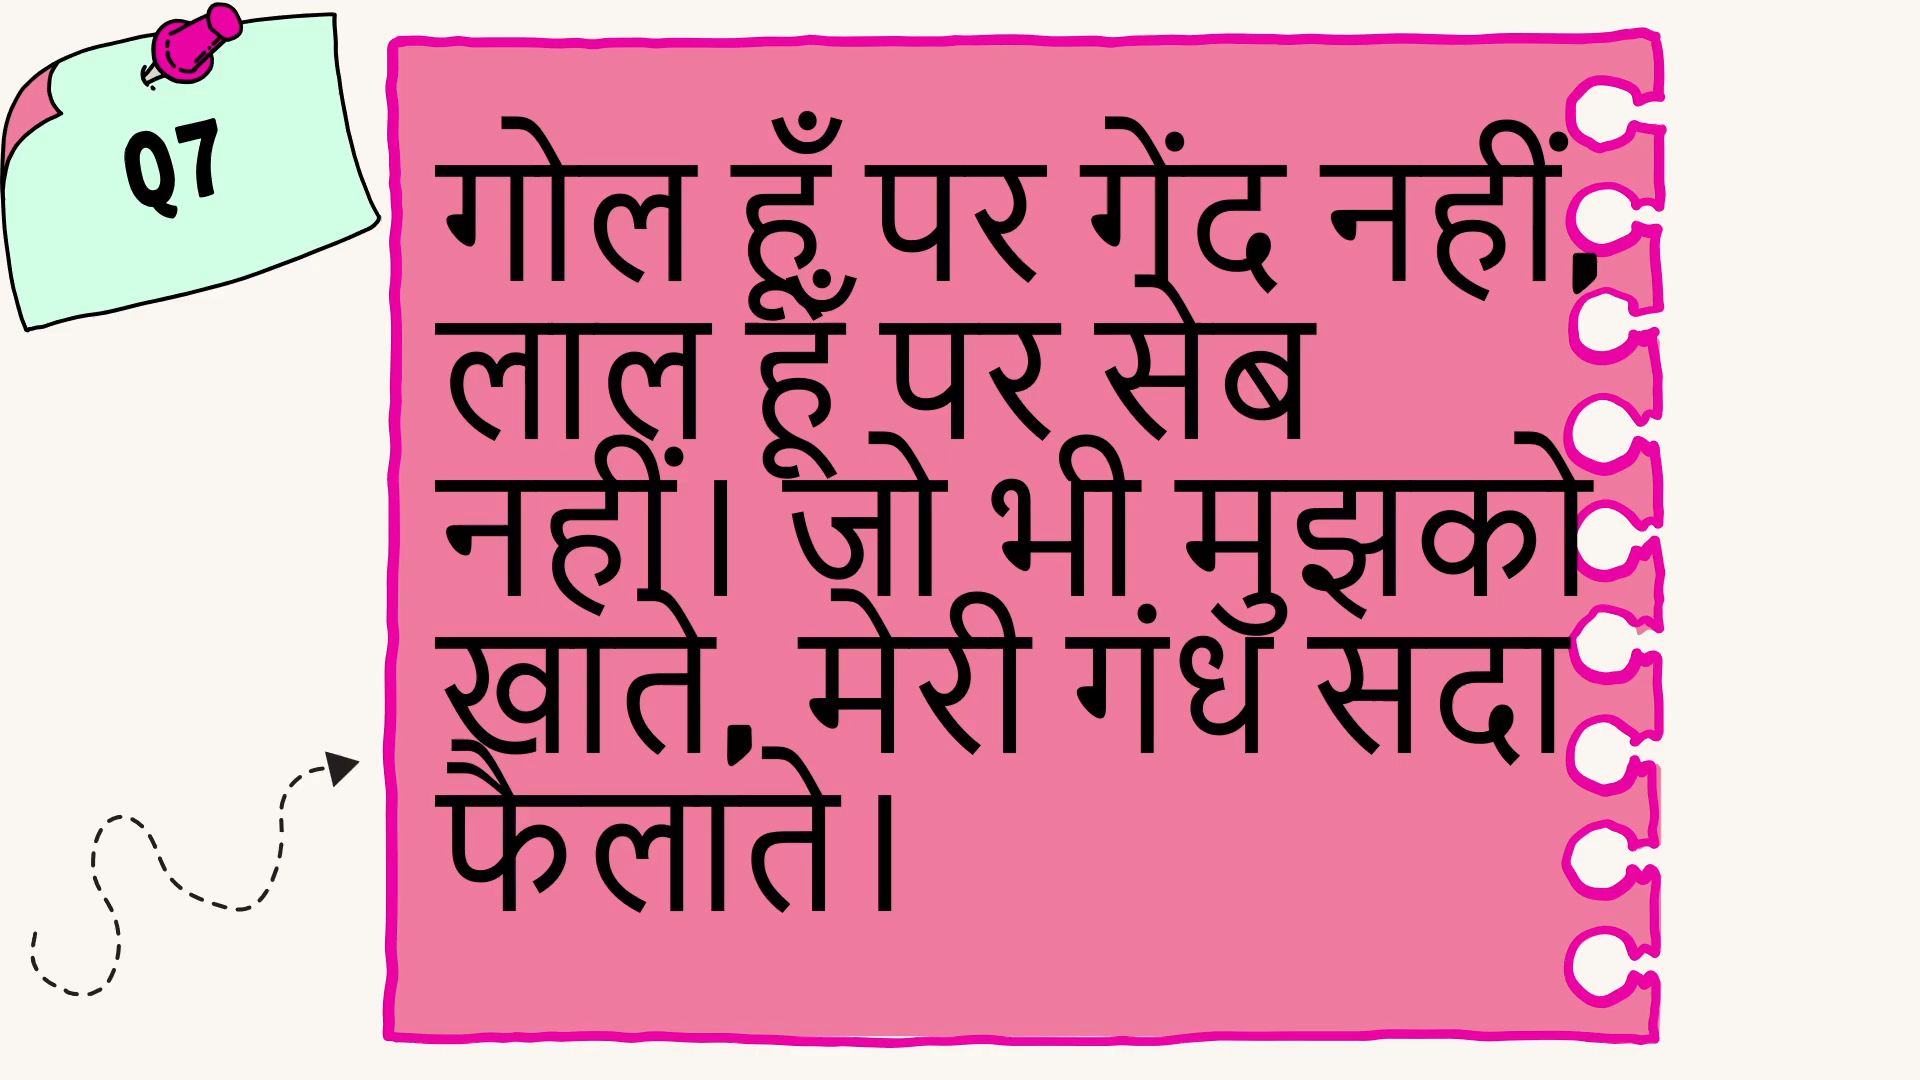 Q7
गोल हूँ पर गेंद नहीं,
लाल हूँ पर सेब
नहीं। जो भी मुझको
खाते, मेरी गंध सदा
फैलाते।